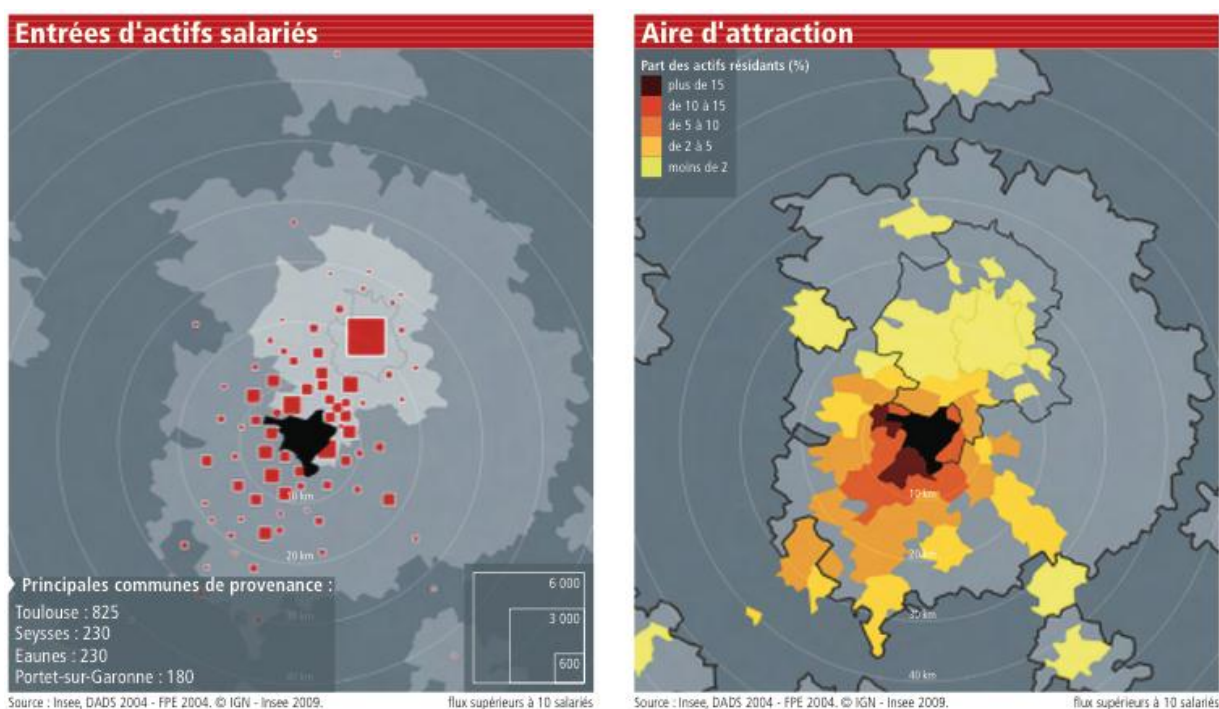 Entrées d'actifs salariés
10 km
20 km
30 km
40 km
Principales communes de provenance :
Toulouse : 825
Seysses : 230
Eaunes : 230
Portet-sur-Garonne : 180
6 000
3 000
600
Source : Insee, DADS 2004 - FPE 2004. © IGN - Insee 2009.
flux supérieurs à 10 salariés
Aire d'attraction
Part des actifs résidants (%)
plus de 15
de 10 à 15
de 5 à 10
de 2 à 5
moins de 2
10 km
20 km
30 km
40 km
Source : Insee, DADS 2004 - FPE 2004. © IGN - Insee 2009.
flux supérieurs à 10 salariés